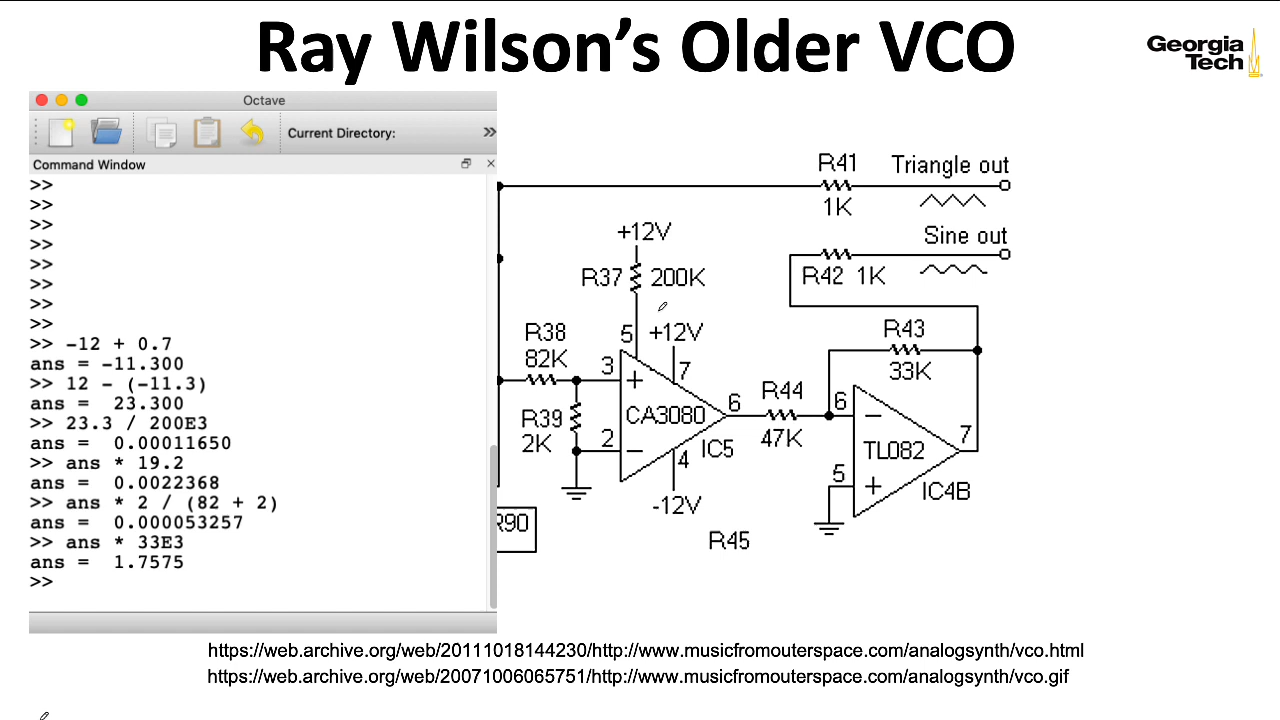 Ray Wilson’s Older VCO
Georgia
Tech
Octave
Current Directory:
»
Command Window
>>
>>
>>
>>
>>
>>
>>
>>
>> -12 + 0.7
ans = -11.300
>> 12 - (-11.3)
ans =  23.300
>> 23.3 / 200E3
ans =  0.00011650
>> ans * 19.2
ans =  0.0022368
>> ans * 2 / (82 + 2)
ans =  0.000053257
>> ans * 33E3
ans =  1.7575
>>
R41
1K
Triangle out
Sine out
R42 1K
+12V
R37 200K
5 +12V
7
R38
82K
3
+
R39
2K
2
−
CA3080
6
4
IC5
-12V
R44
47K
R43
33K
6
−
TL082
7
5
+
IC4B
R90
R45
https://web.archive.org/web/20111018144230/http://www.musicfromouterspace.com/analogsynth/vco.html
https://web.archive.org/web/20071006065751/http://www.musicfromouterspace.com/analogsynth/vco.gif